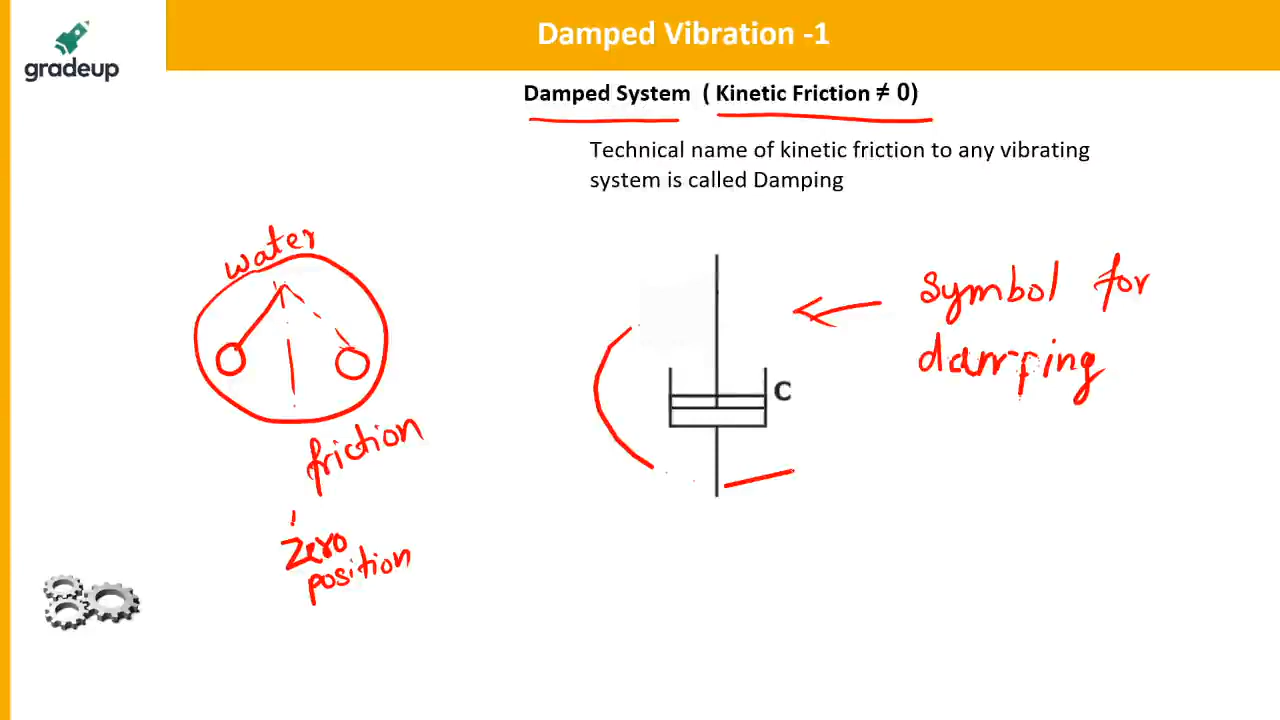 Damped Vibration -1
gradeup
Damped System ( Kinetic Friction ≠ 0)
Technical name of kinetic friction to any vibrating
system is called Damping
water
friction
Zero
position
C
Symbol for
damping